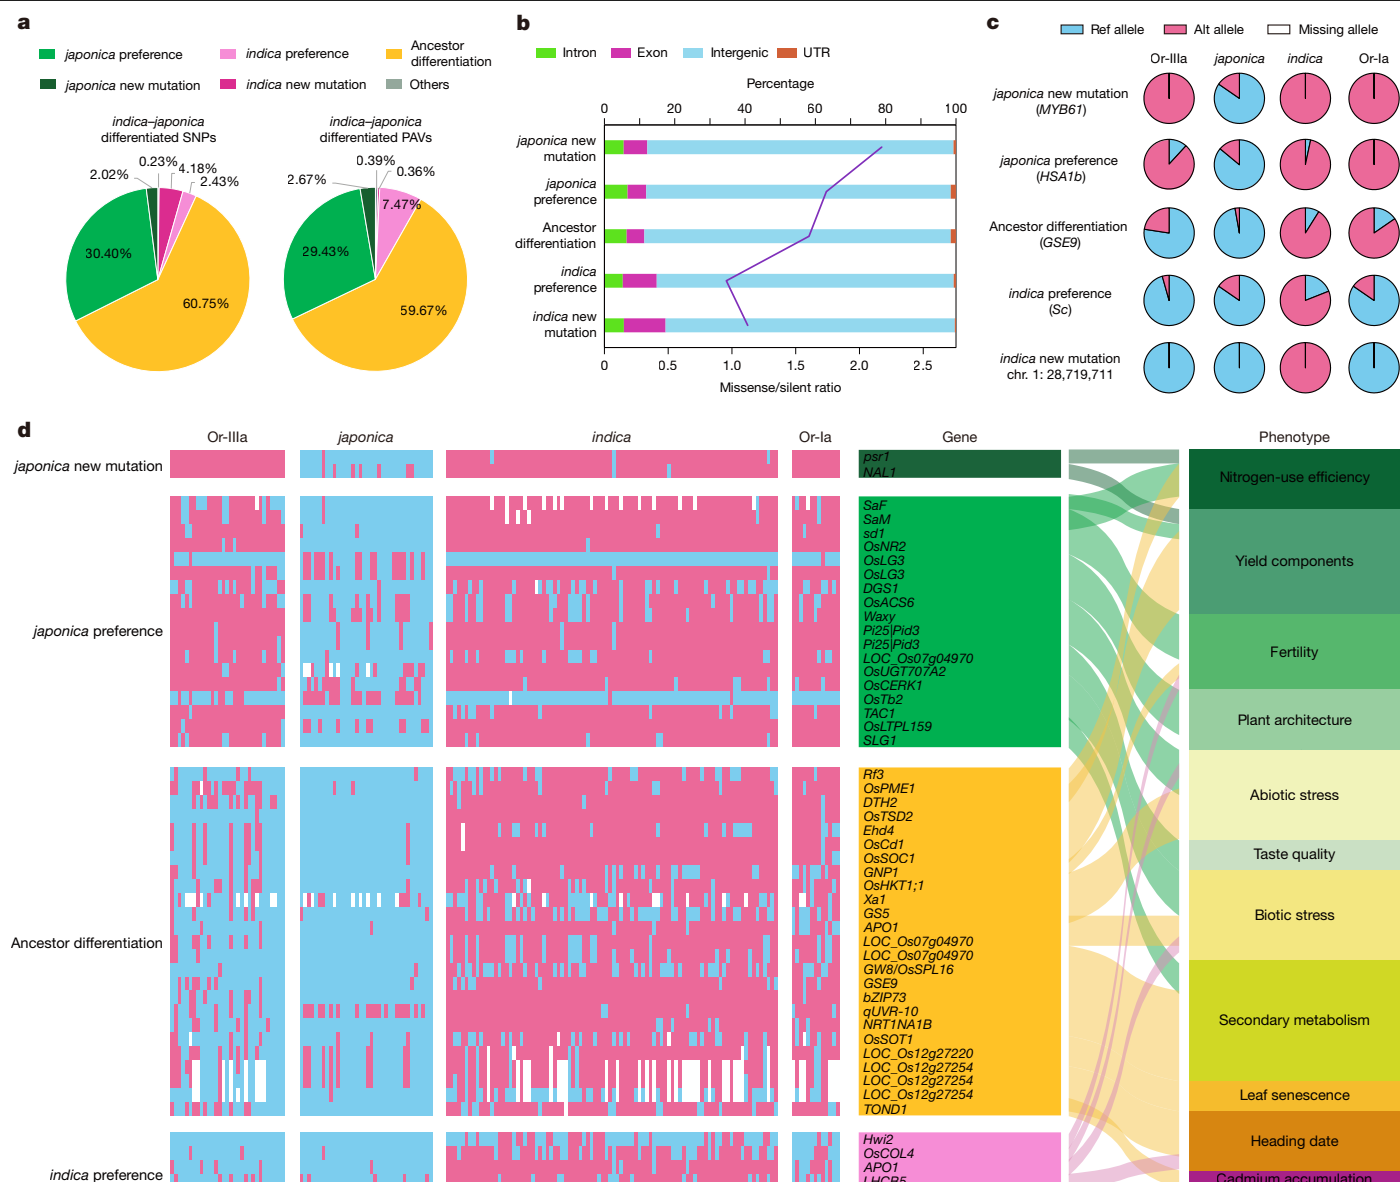 a
japonica preference
indica preference
Ancestor
differentiation
japonica new mutation
indica new mutation
Others
indica–japonica
differentiated SNPs
indica–japonica
differentiated PAVs
2.02%
0.23%
4.18%
2.43%
30.40%
60.75%
2.67%
0.39%
0.36%
7.47%
29.43%
59.67%
b
Intron
Exon
Intergenic
UTR
Percentage
0
20
40
60
80
100
japonica new
mutation
japonica
preference
Ancestor
differentiation
indica
preference
indica new
mutation
0
0.5
1.0
1.5
2.0
2.5
Missense/silent ratio
c
Ref allele
Alt allele
Missing allele
Or-IIIa
japonica
indica
Or-Ia
japonica new mutation
(MYB61)
japonica preference
(HSA1b)
Ancestor differentiation
(GSE9)
indica preference
(Sc)
indica new mutation
chr. 1: 28,719,711
d
Or-IIIa
japonica
indica
Or-Ia
Gene
Phenotype
japonica new mutation
psr1
NAL1
japonica preference
SaF
SaM
sd1
OsNR2
OsLG3
OsLG3
DGS1
OsACS6
Waxy
Pi25|Pid3
Pi25|Pid3
LOC_Os07g04970
OsUGT707A2
OsCERK1
OsTb2
TAC1
OsLTPL159
SLG1
Ancestor differentiation
Rf3
OsPME1
DTH2
OsTSD2
Ehd4
OsCd1
OsSOC1
GNP1
OsHKT1;1
Xa1
GS5
APO1
LOC_Os07g04970
LOC_Os07g04970
GW8/OsSPL16
GSE9
bZIP73
qUVR-10
NRT1NA1B
OsSOT1
LOC_Os12g27220
LOC_Os12g27254
LOC_Os12g27254
LOC_Os12g27254
TOND1
indica preference
Hwi2
OsCOL4
APO1
LHCB5
Nitrogen-use efficiency
Yield components
Fertility
Plant architecture
Abiotic stress
Taste quality
Biotic stress
Secondary metabolism
Leaf senescence
Heading date
Cadmium accumulation